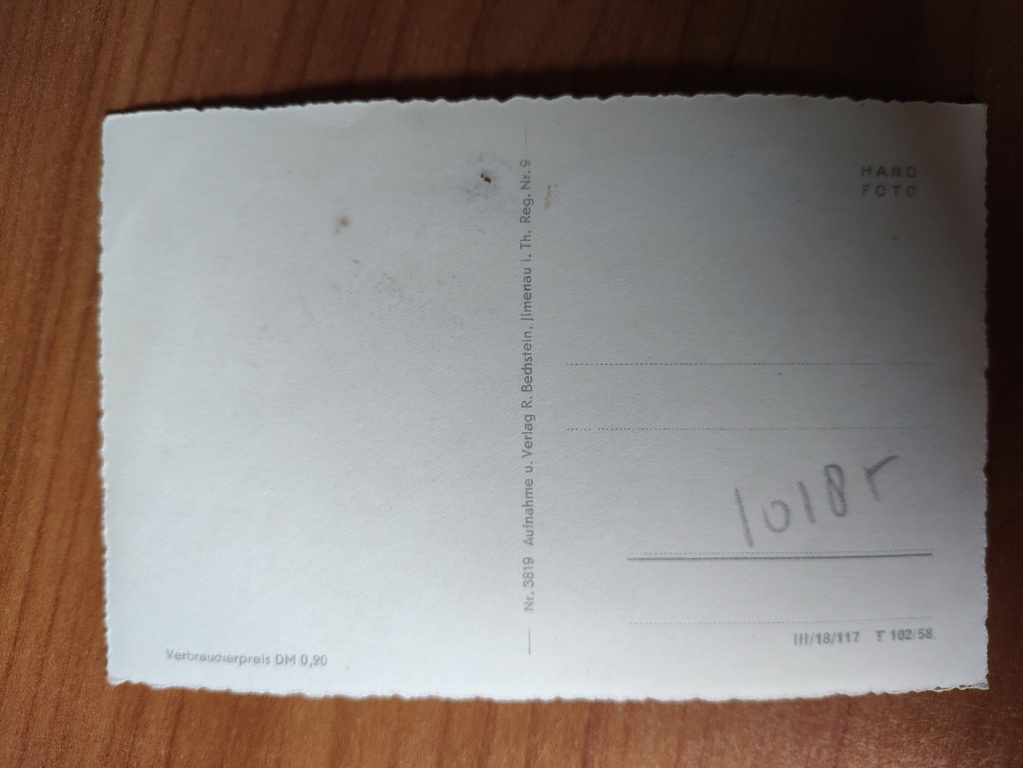 HAND
FOTO
Nr. 3819 Aufnahme u. Verlag R. Bechstein, Jlmenau i. Th. Reg. Nr. 9
1018r
III/18/117 T 102/58
Verbraucherpreis DM 0,20